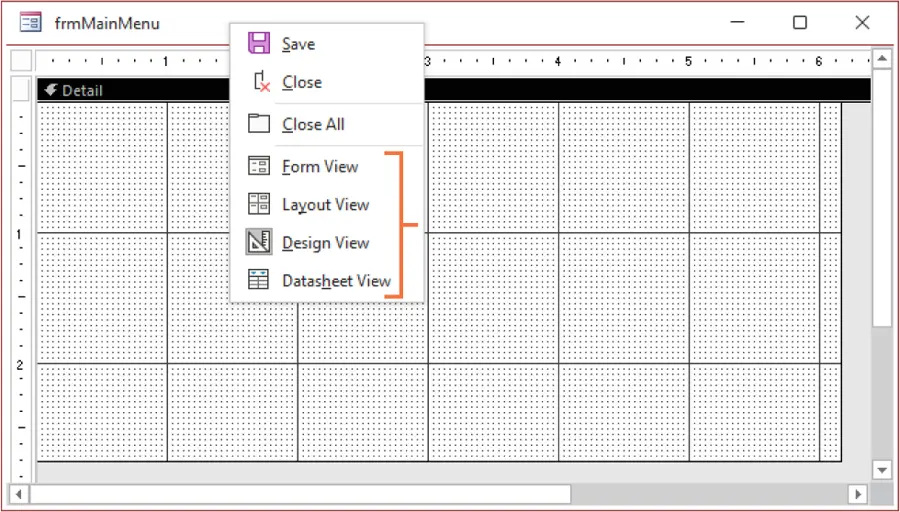 frmMainMenu
1 3 4 5 6
Detail
Save
Close
Close All
Form View
Layout View
Design View
Datasheet View
1
2